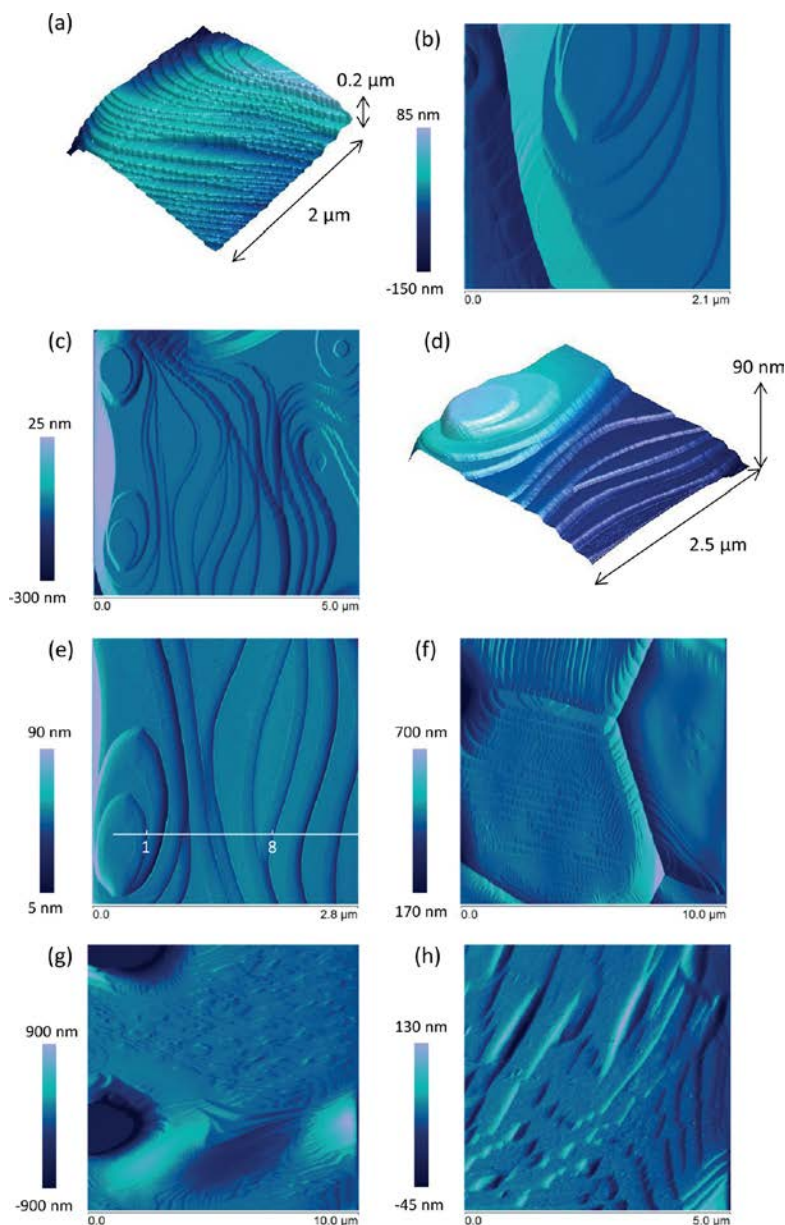 (a)
0.2 μm
2 μm
(b)
85 nm
-150 nm
0.0
2.1 μm
(c)
25 nm
-300 nm
0.0
5.0 μm
(d)
90 nm
2.5 μm
(e)
90 nm
5 nm
1
8
0.0
2.8 μm
(f)
700 nm
170 nm
0.0
10.0 μm
(g)
900 nm
-900 nm
0.0
10.0 μm
(h)
130 nm
-45 nm
0.0
5.0 μm